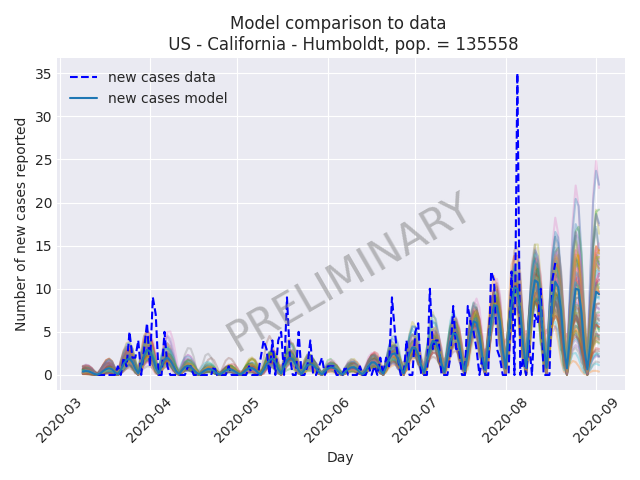 Model comparison to data
US - California - Humboldt, pop. = 135558
new cases data
new cases model
Number of new cases reported
35
30
25
20
15
10
5
0
PRELIMINARY
2020-03
2020-04
2020-05
2020-06
2020-07
2020-08
2020-09
Day